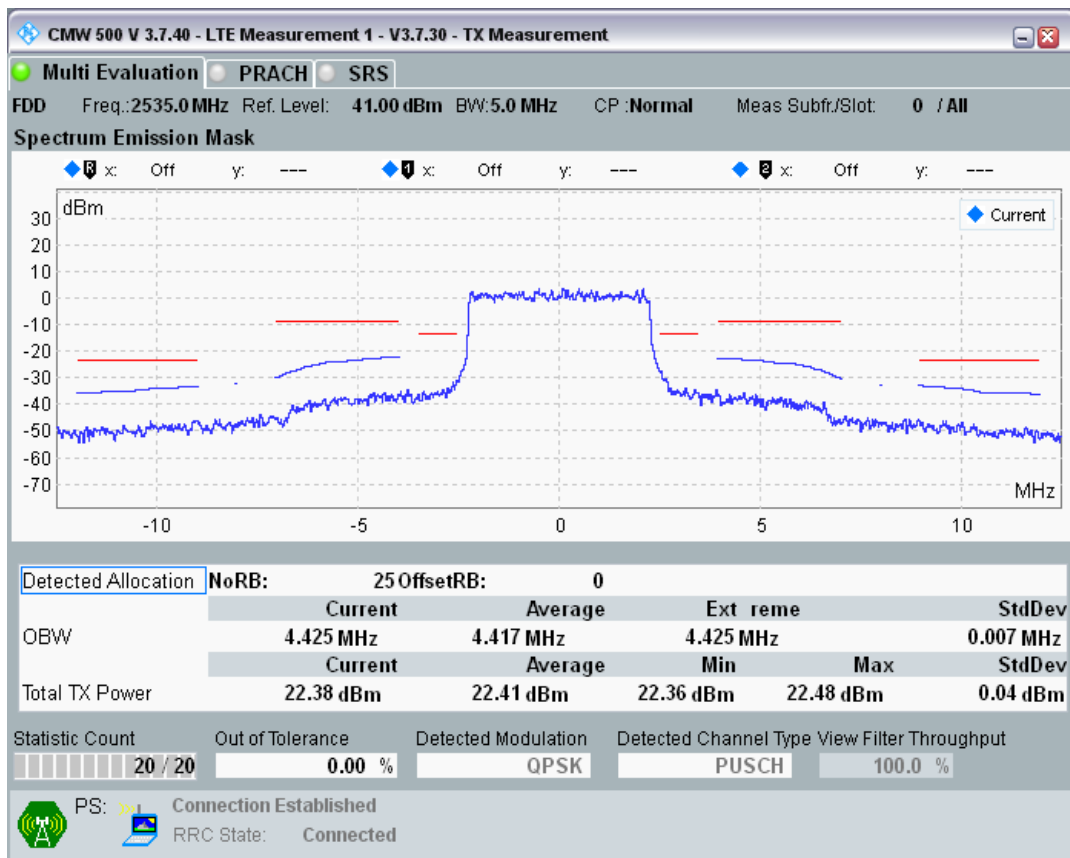 CMW 500 V 3.7.40 - LTE Measurement 1 - V3.7.30 - TX Measurement
Multi Evaluation PRACH SRS
FDD Freq.:2535.0 MHz Ref. Level: 41.00 dBm BW:5.0 MHz CP :Normal Meas Subfr./Slot: 0 / All
Spectrum Emission Mask
R x: Off y: --- 1 x: Off y: --- 2 x: Off y: ---
dBm
Current
30
20
10
0
-10
-20
-30
-40
-50
-60
-70
MHz
-10 -5 0 5 10
Detected Allocation NoRB: 25 OffsetRB: 0
Current Average Ext reme StdDev
OBW 4.425 MHz 4.417 MHz 4.425 MHz 0.007 MHz
Current Average Min Max StdDev
Total TX Power 22.38 dBm 22.41 dBm 22.36 dBm 22.48 dBm 0.04 dBm
Statistic Count Out of Tolerance Detected Modulation Detected Channel Type View Filter Throughput
20 / 20 0.00 % QPSK PUSCH 100.0 %
PS: Connection Established
RRC State: Connected